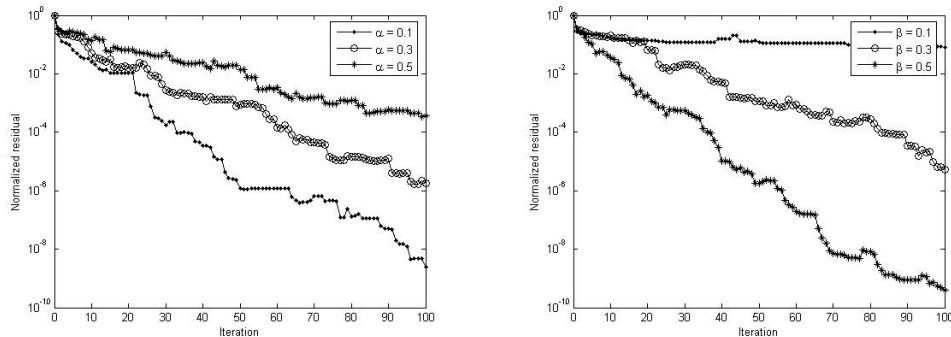 10^0
10^-2
10^-4
10^-6
10^-8
10^-10
Normalized residual
0 10 20 30 40 50 60 70 80 90 100
Iteration
α = 0.1
α = 0.3
α = 0.5
10^0
10^-2
10^-4
10^-6
10^-8
10^-10
Normalized residual
0 10 20 30 40 50 60 70 80 90 100
Iteration
β = 0.1
β = 0.3
β = 0.5